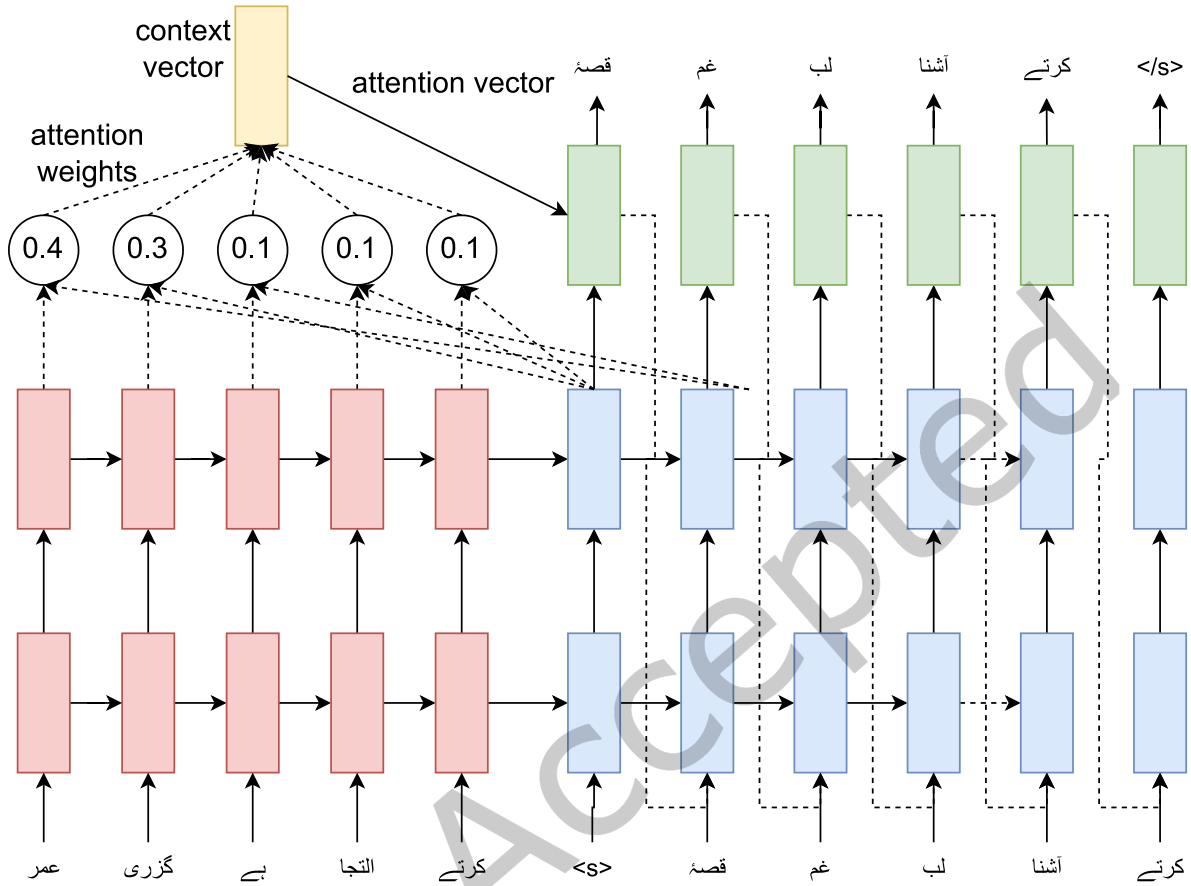 context
vector
attention vector
قصۂ
غم
لب
آشنا
کرتے
</s>
attention
weights
0.4
0.3
0.1
0.1
0.1
Accepted
عمر
گزری
ہے
التجا
کرتے
<s>
قصۂ
غم
لب
آشنا
کرتے